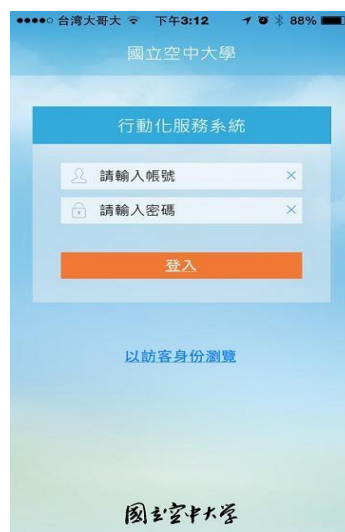 台湾大哥大 下午3:12 88%
國立空中大學
行動化服務系統
請輸入帳號
請輸入密碼
登入
以訪客身份瀏覽
國立空中大学